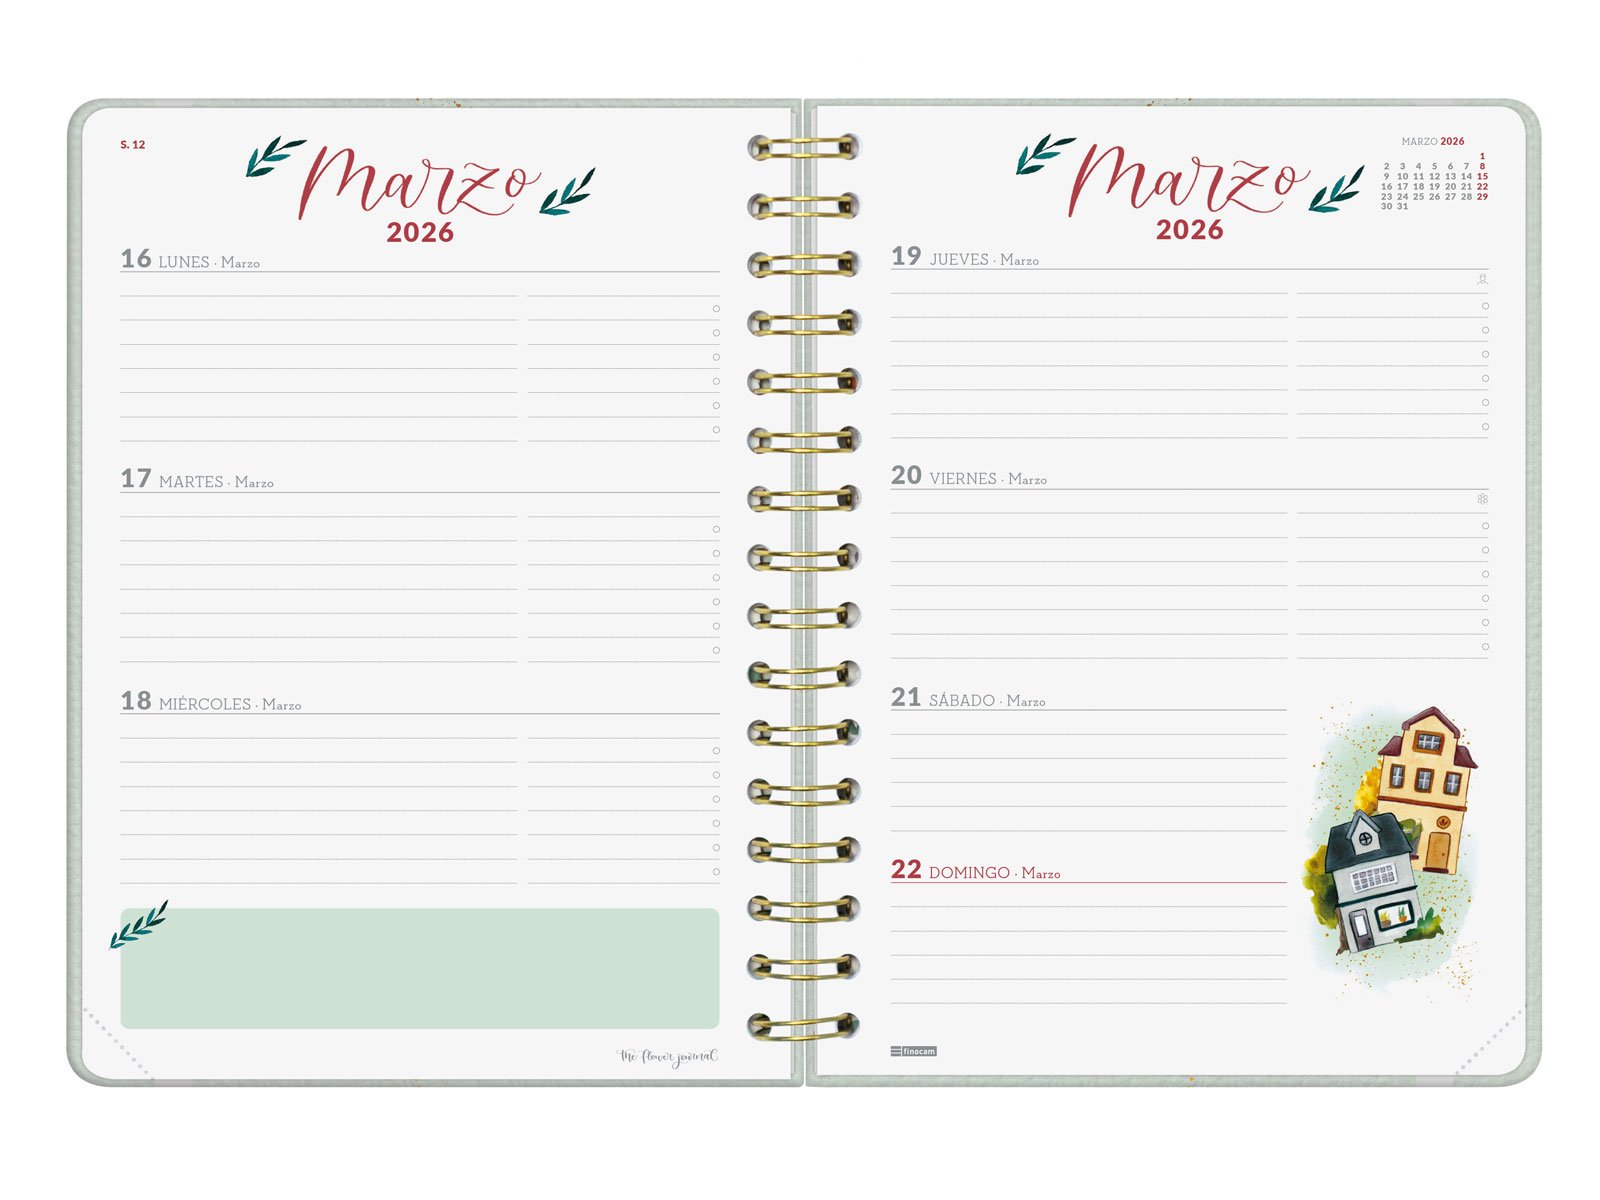 S. 12
Marzo
2026
16 LUNES · Marzo
17 MARTES · Marzo
18 MIÉRCOLES · Marzo
the flower journal
Marzo
2026
MARZO 2026
1
2 3 4 5 6 7 8
9 10 11 12 13 14 15
16 17 18 19 20 21 22
23 24 25 26 27 28 29
30 31
19 JUEVES · Marzo
20 VIERNES · Marzo
21 SÁBADO · Marzo
22 DOMINGO · Marzo
finocam